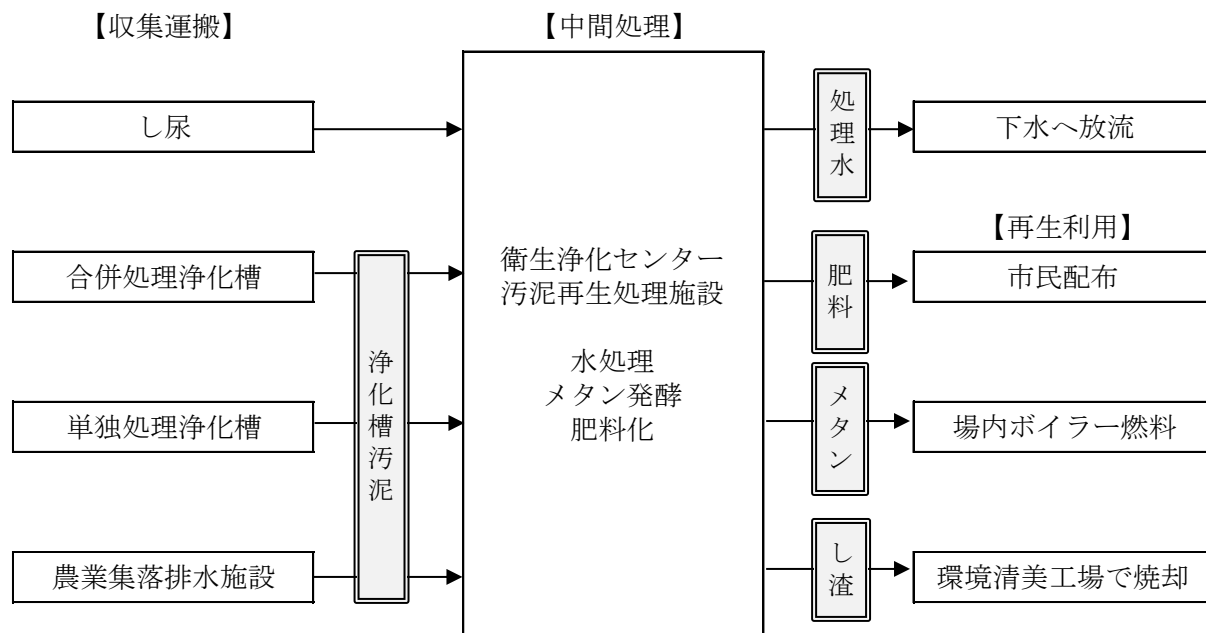 【収集運搬】
【中間処理】
し尿
合併処理浄化槽
単独処理浄化槽
農業集落排水施設
浄化槽汚泥
衛生浄化センター
汚泥再生処理施設
水処理
メタン発酵
肥料化
処理水
下水へ放流
【再生利用】
肥料
市民配布
メタン
場内ボイラー燃料
し渣
環境清美工場で焼却